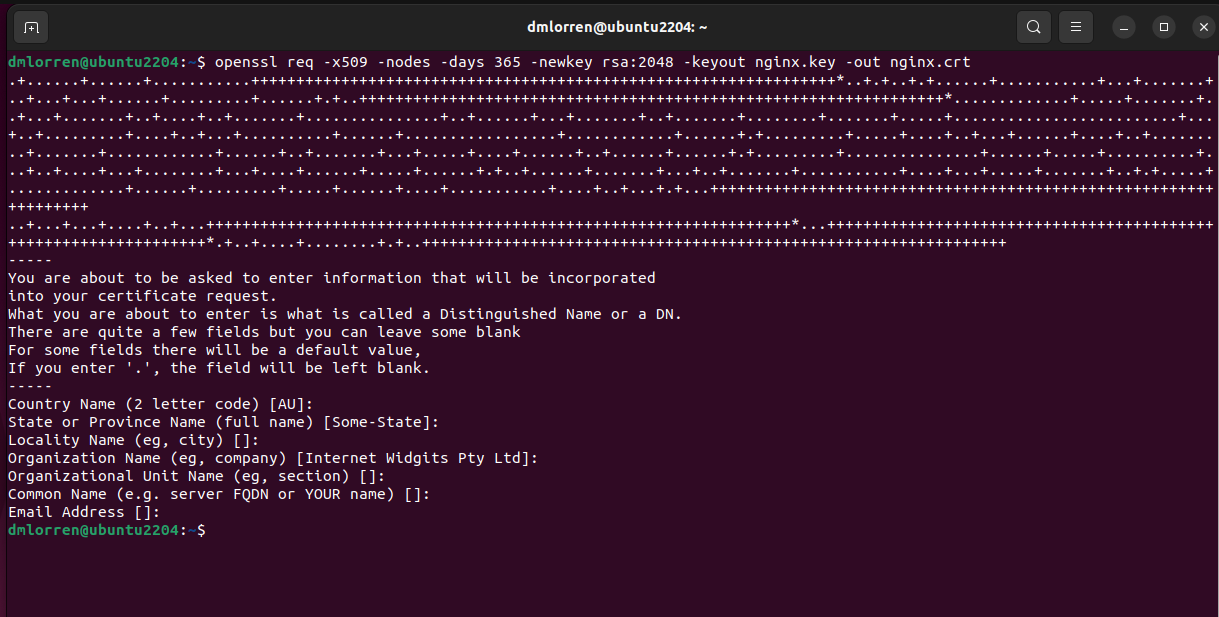 dmlorren@ubuntu2204: ~
dmlorren@ubuntu2204:~$ openssl req -x509 -nodes -days 365 -newkey rsa:2048 -keyout nginx.key -out nginx.crt
-----
You are about to be asked to enter information that will be incorporated
into your certificate request.
What you are about to enter is what is called a Distinguished Name or a DN.
There are quite a few fields but you can leave some blank
For some fields there will be a default value,
If you enter '.', the field will be left blank.
-----
Country Name (2 letter code) [AU]:
State or Province Name (full name) [Some-State]:
Locality Name (eg, city) []:
Organization Name (eg, company) [Internet Widgits Pty Ltd]:
Organizational Unit Name (eg, section) []:
Common Name (e.g. server FQDN or YOUR name) []:
Email Address []:
dmlorren@ubuntu2204:~$